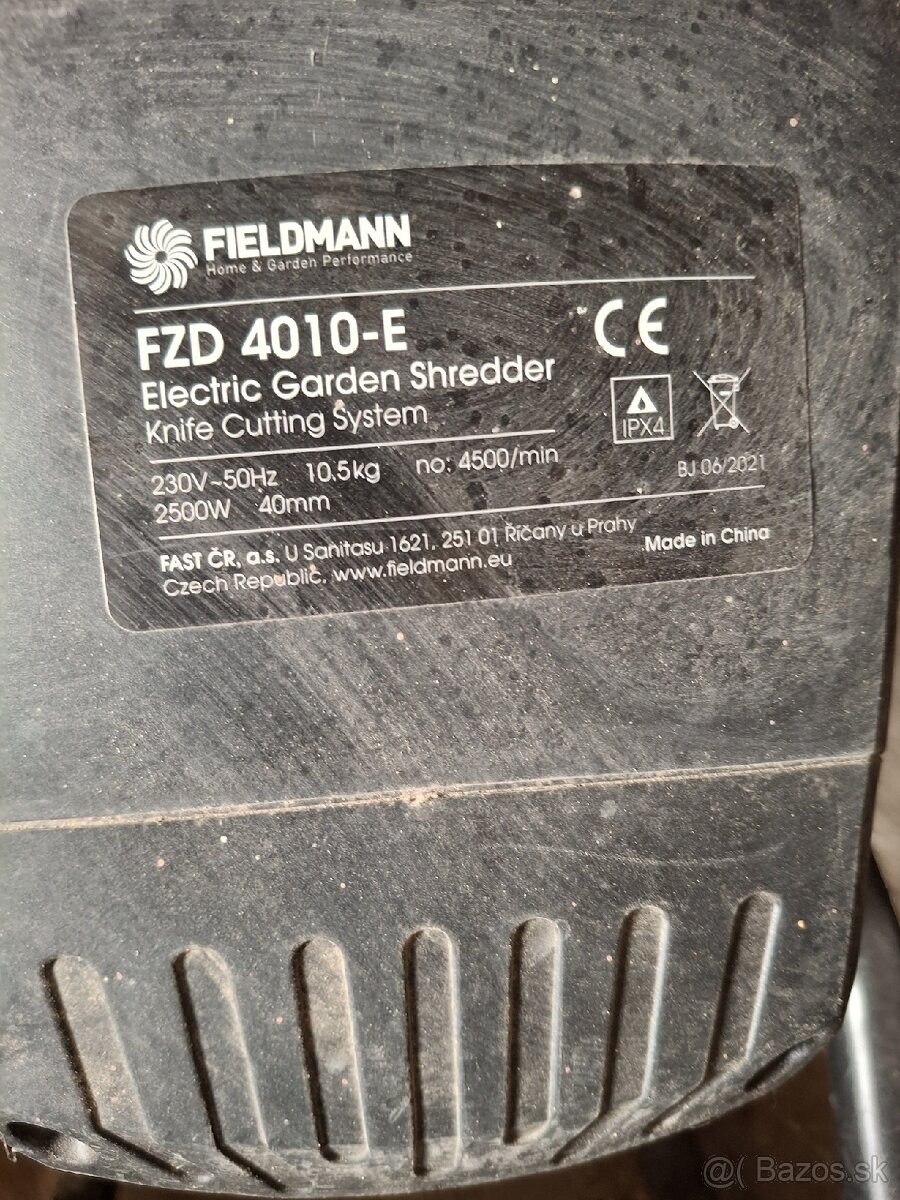 FIELDMANN
Home & Garden Performance
FZD 4010-E
Electric Garden Shredder
Knife Cutting System
CE
IPX4
230V~50Hz 10.5kg no: 4500/min
2500W 40mm
BJ 06/2021
FAST ČR, a.s. U Sanitasu 1621, 251 01 Říčany u Prahy
Czech Republic, www.fieldmann.eu
Made in China
@( Bazos.sk